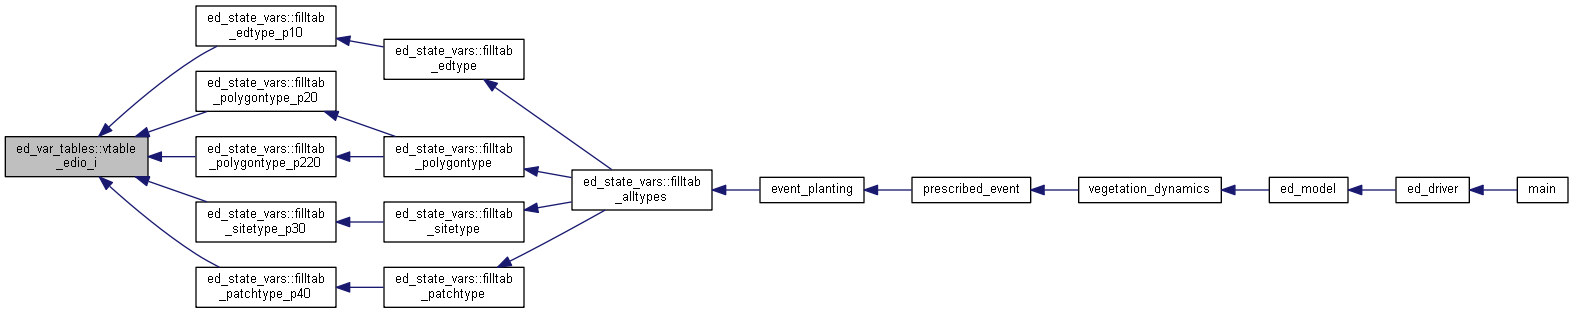 ed_state_vars::filltab
_edtype_p10
ed_state_vars::filltab
_edtype
ed_state_vars::filltab
_polygontype_p20
ed_var_tables::vtable
_edio_i
ed_state_vars::filltab
_polygontype_p220
ed_state_vars::filltab
_polygontype
ed_state_vars::filltab
_alltypes
event_planting
prescribed_event
vegetation_dynamics
ed_model
ed_driver
main
ed_state_vars::filltab
_sitetype_p30
ed_state_vars::filltab
_sitetype
ed_state_vars::filltab
_patchtype_p40
ed_state_vars::filltab
_patchtype